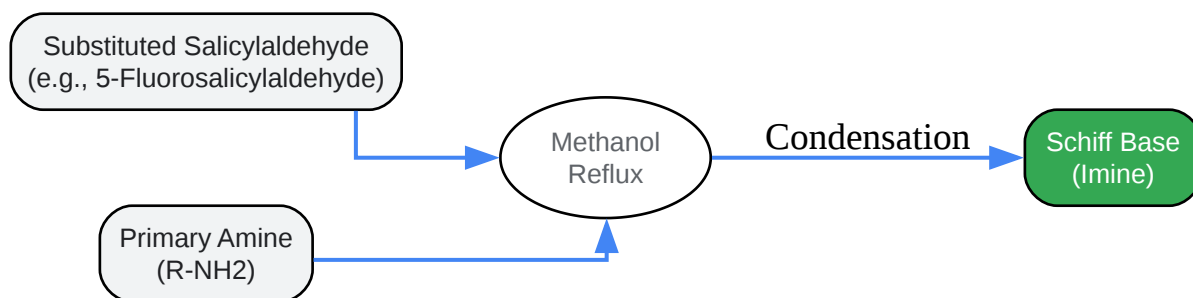 Substituted Salicylaldehyde
(e.g., 5-Fluorosalicylaldehyde)
Methanol
Reflux
Condensation
Schiff Base
(Imine)
Primary Amine
(R-NH2)